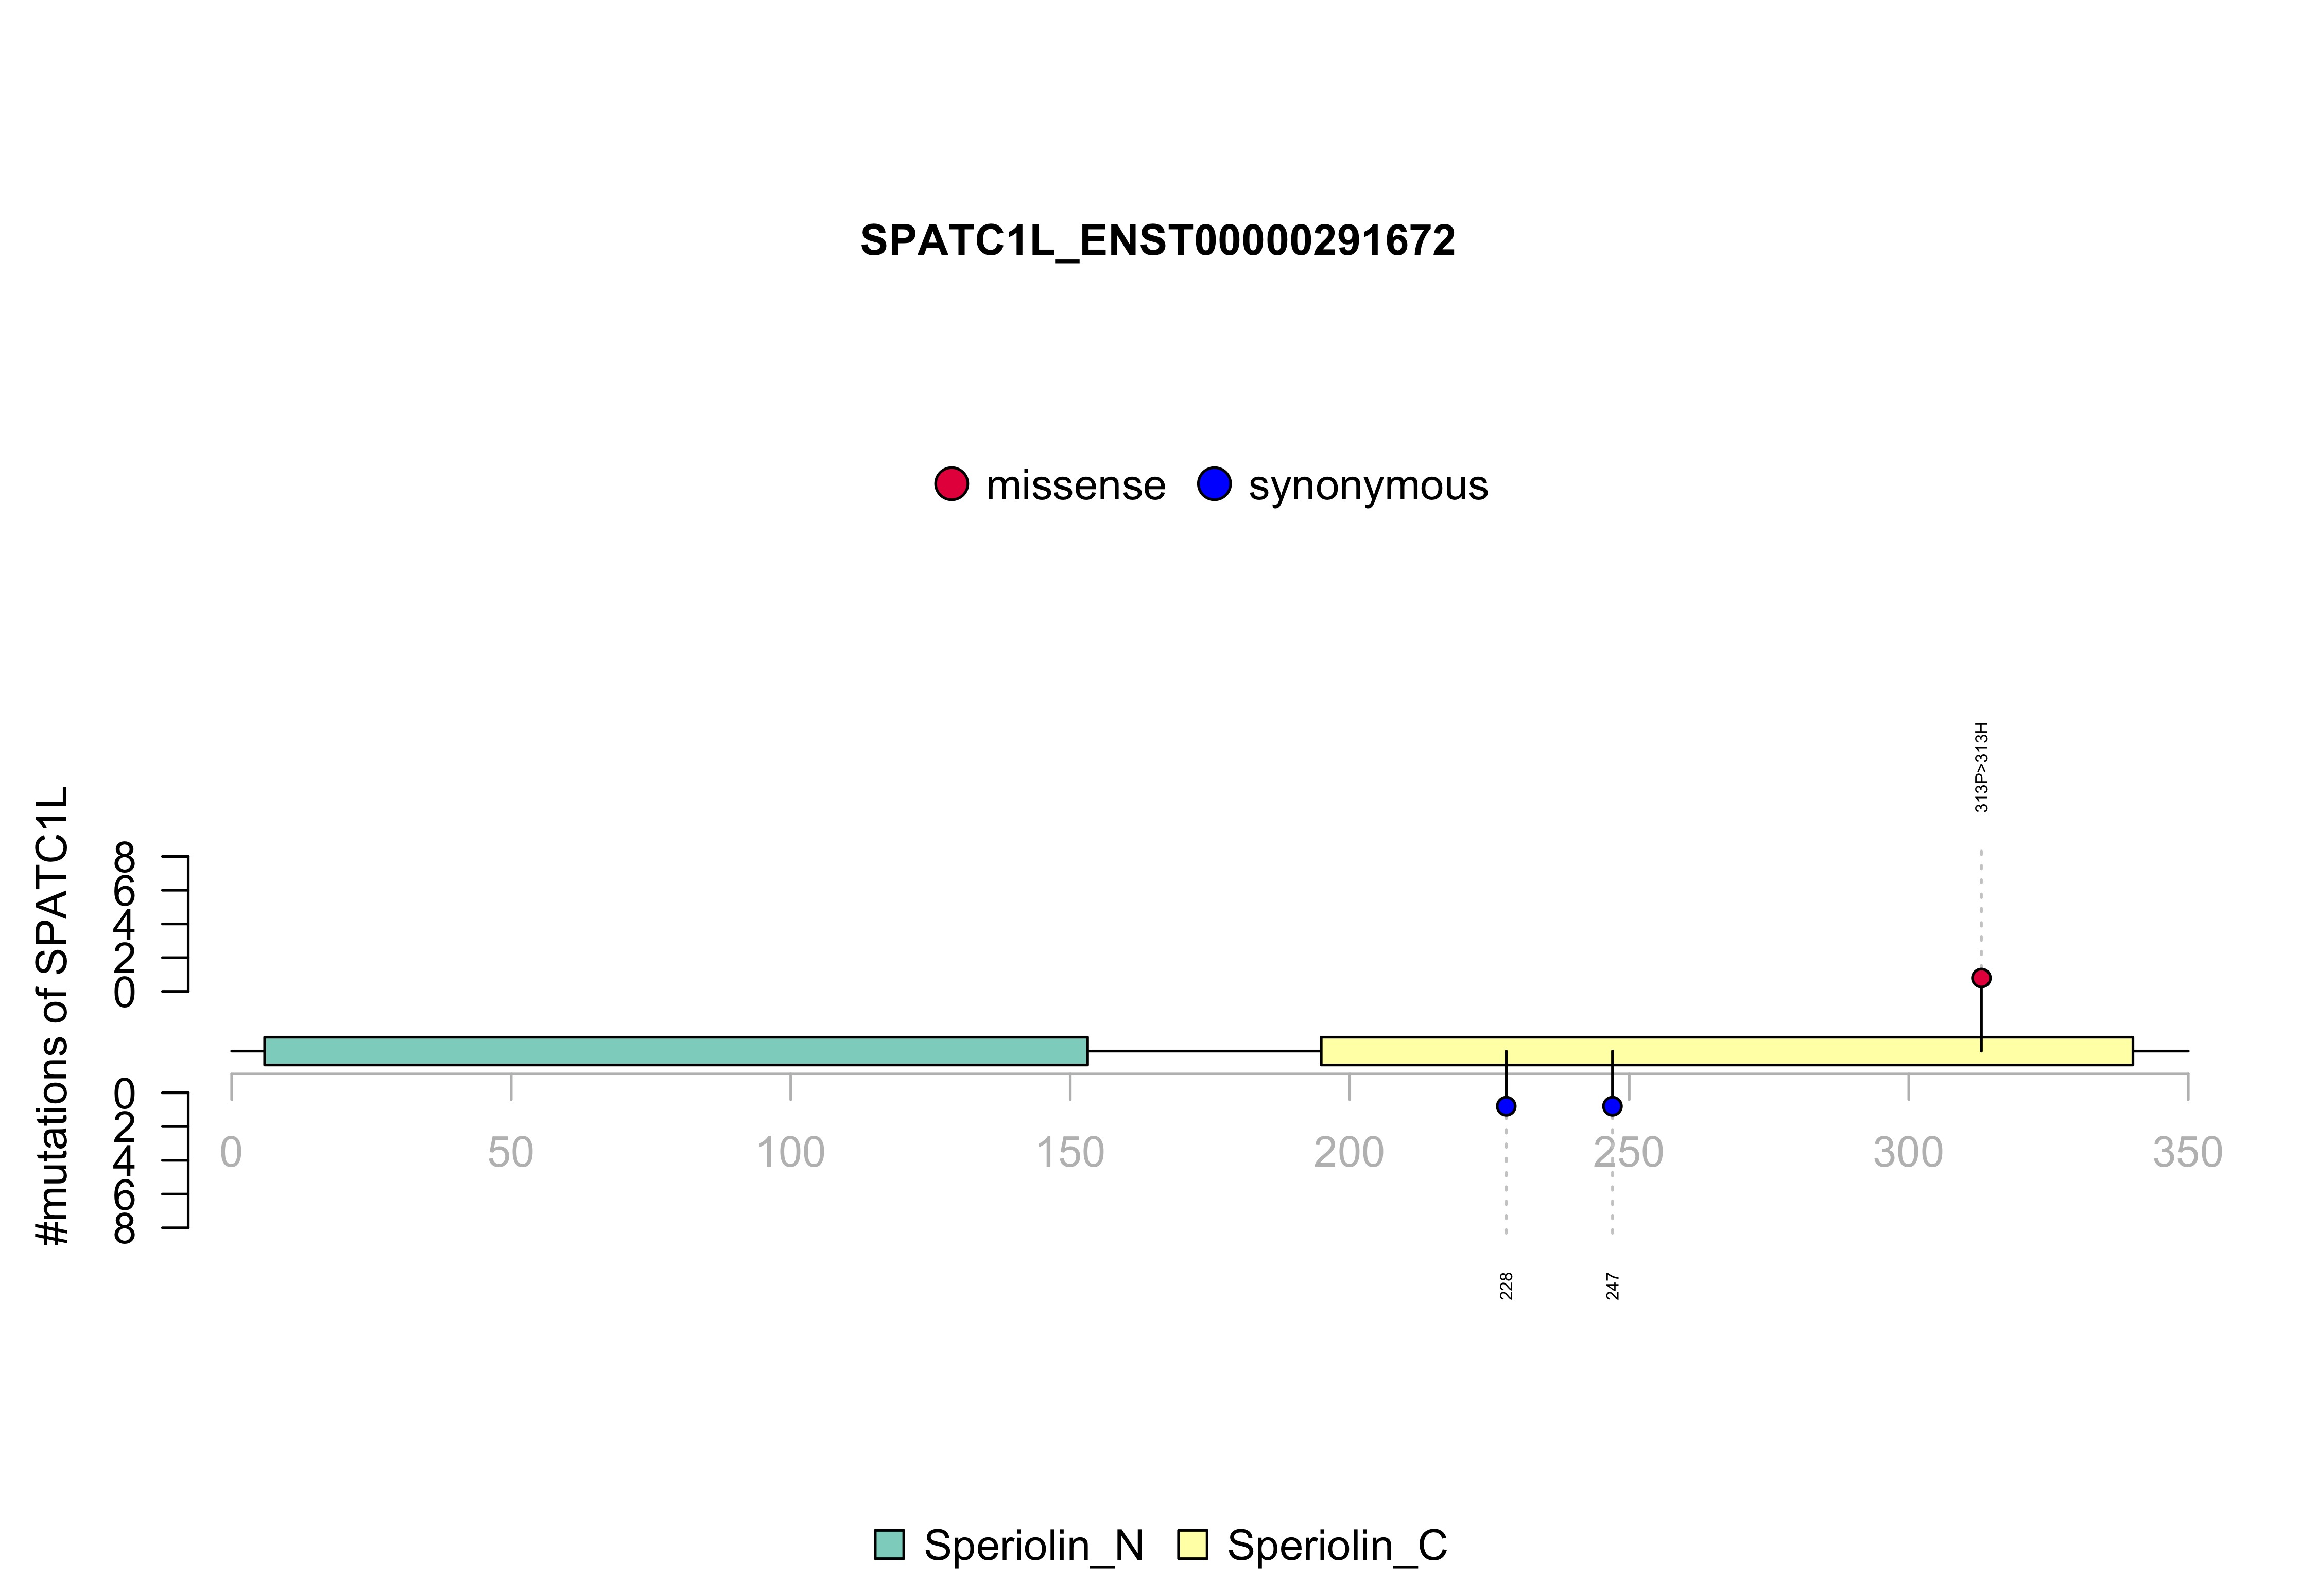 SPATC1L_ENST00000291672
missense synonymous
313P>313H
#mutations of SPATC1L
8
6
4
2
0
0
2
4
6
8
0 50 100 150 200 250 300 350
228 247
Speriolin_N Speriolin_C